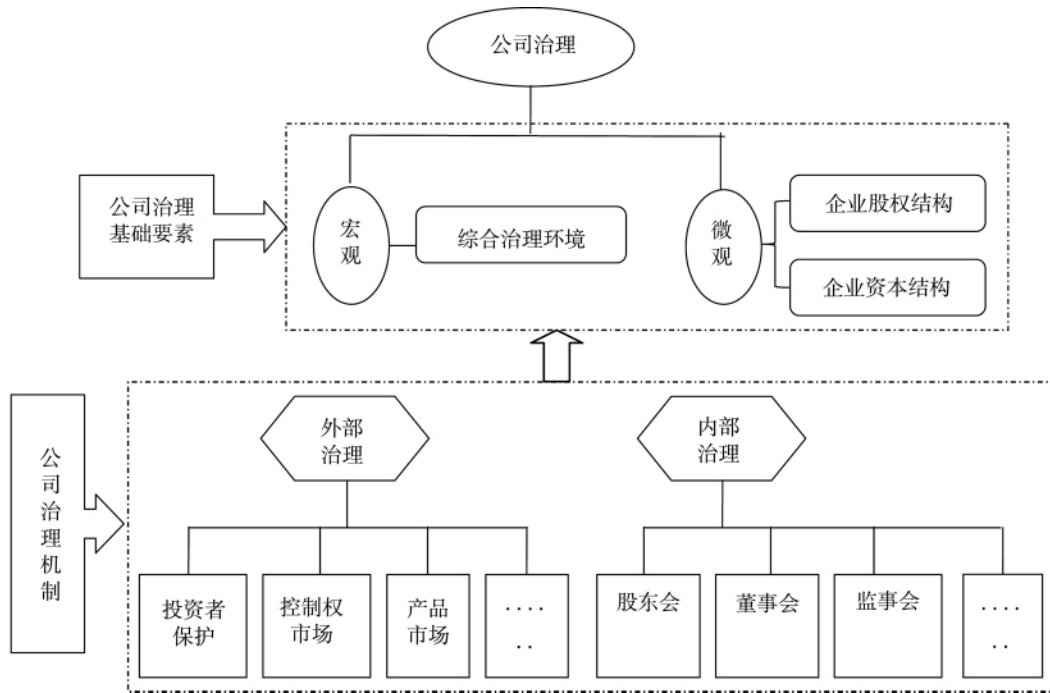 公司治理
公司治理
基础要素
宏
观
综合治理环境
微
观
企业股权结构
企业资本结构
公
司
治
理
机
制
外部
治理
内部
治理
投资者
保护
控制权
市场
产品
市场
....
..
股东会
董事会
监事会
....
..